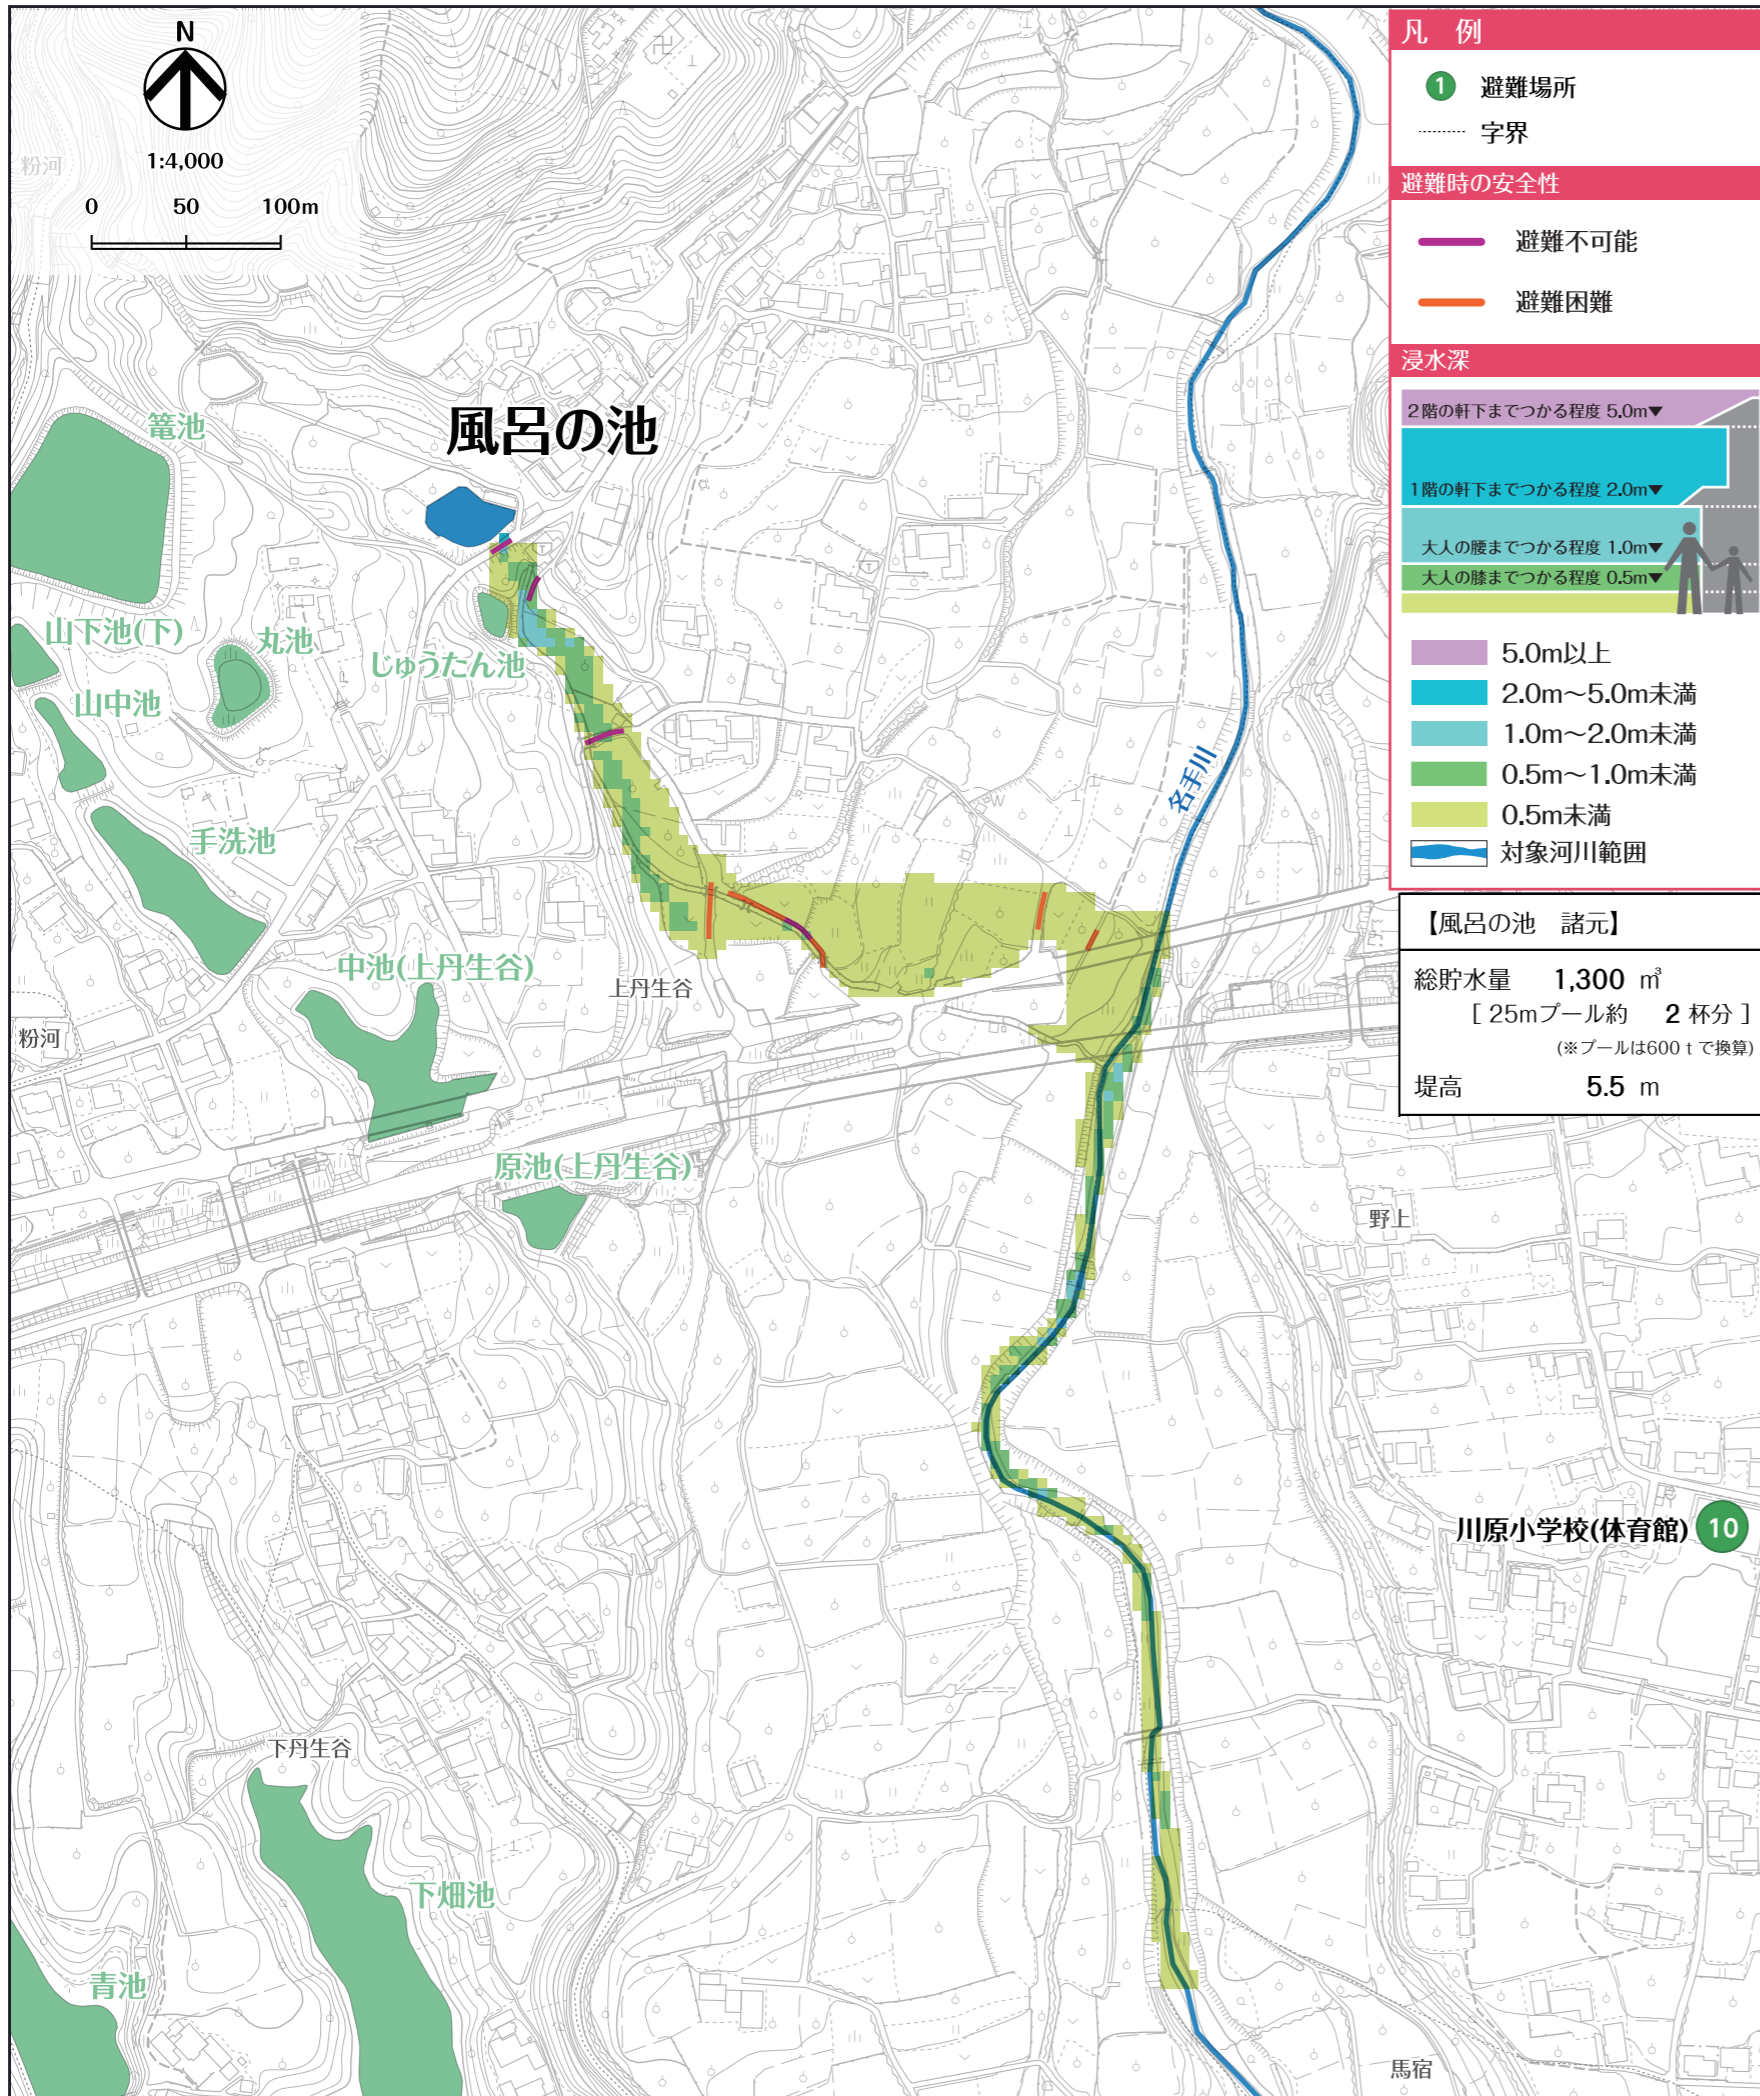 N
1:4,000
0 50 100m
粉河
凡 例
1 避難場所
字界
避難時の安全性
避難不可能
避難困難
浸水深
2階の軒下までつかる程度 5.0m▼
1階の軒下までつかる程度 2.0m▼
大人の腰までつかる程度 1.0m▼
大人の膝までつかる程度 0.5m▼
5.0m以上
2.0m～5.0m未満
1.0m～2.0m未満
0.5m～1.0m未満
0.5m未満
対象河川範囲
【風呂の池 諸元】
総貯水量 1,300 ㎥
[ 25mプール約 2 杯分 ]
(※プールは600ｔで換算)
堤高 5.5 m
風呂の池
篭池
山下池(下)
丸池
じゅうたん池
山中池
名手川
手洗池
中池(上丹生谷)
上丹生谷
粉河
原池(上丹生谷)
野上
川原小学校(体育館) 10
下丹生谷
下畑池
青池
馬宿